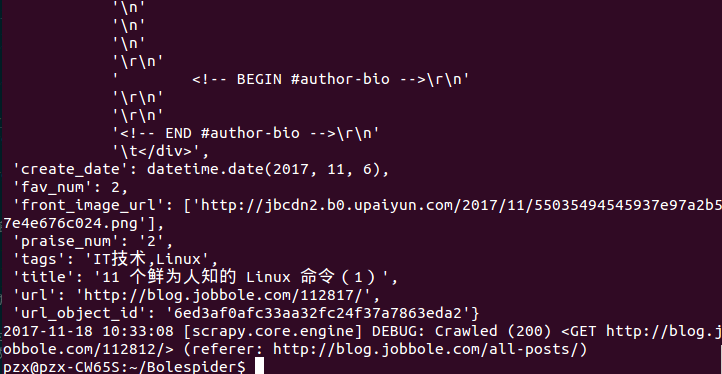 '\n'
'\n'
'\n'
'\r\n'
'        <!-- BEGIN #author-bio -->\r\n'
'\r\n'
'\r\n'
'<!-- END #author-bio -->\r\n'
'\t</div>',
'create_date': datetime.date(2017, 11, 6),
'fav_num': 2,
'front_image_url': ['http://jbcdn2.b0.upaiyun.com/2017/11/55035494545937e97a2b5
7e4e676c024.png'],
'praise_num': '2',
'tags': 'IT技术,Linux',
'title': '11 个鲜为人知的 Linux 命令（1）',
'url': 'http://blog.jobbole.com/112817/',
'url_object_id': '6ed3af0afc33aa32fc24f37a7863eda2'}
2017-11-18 10:33:08 [scrapy.core.engine] DEBUG: Crawled (200) <GET http://blog.j
obbole.com/112812/> (referer: http://blog.jobbole.com/all-posts/)
pzx@pzx-CW65S:~/Bolespider$